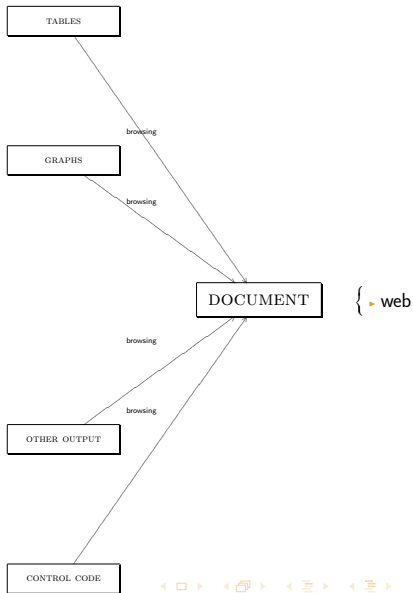 TABLES
browsing
GRAPHS
browsing
DOCUMENT
{ ▸ web
browsing
browsing
OTHER OUTPUT
CONTROL CODE